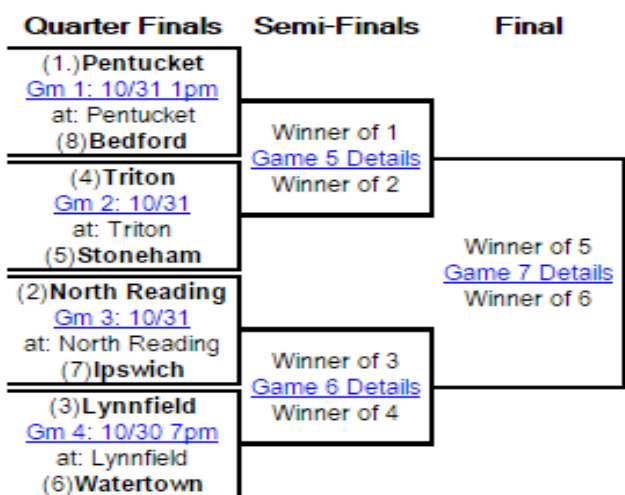 Quarter Finals Semi-Finals Final
(1.)Pentucket
Gm 1: 10/31 1pm
at: Pentucket
(8)Bedford
Winner of 1
Game 5 Details
Winner of 2
(4)Triton
Gm 2: 10/31
at: Triton
(5)Stoneham
Winner of 5
Game 7 Details
Winner of 6
(2)North Reading
Gm 3: 10/31
at: North Reading
(7)Ipswich
Winner of 3
Game 6 Details
Winner of 4
(3)Lynnfield
Gm 4: 10/30 7pm
at: Lynnfield
(6)Watertown